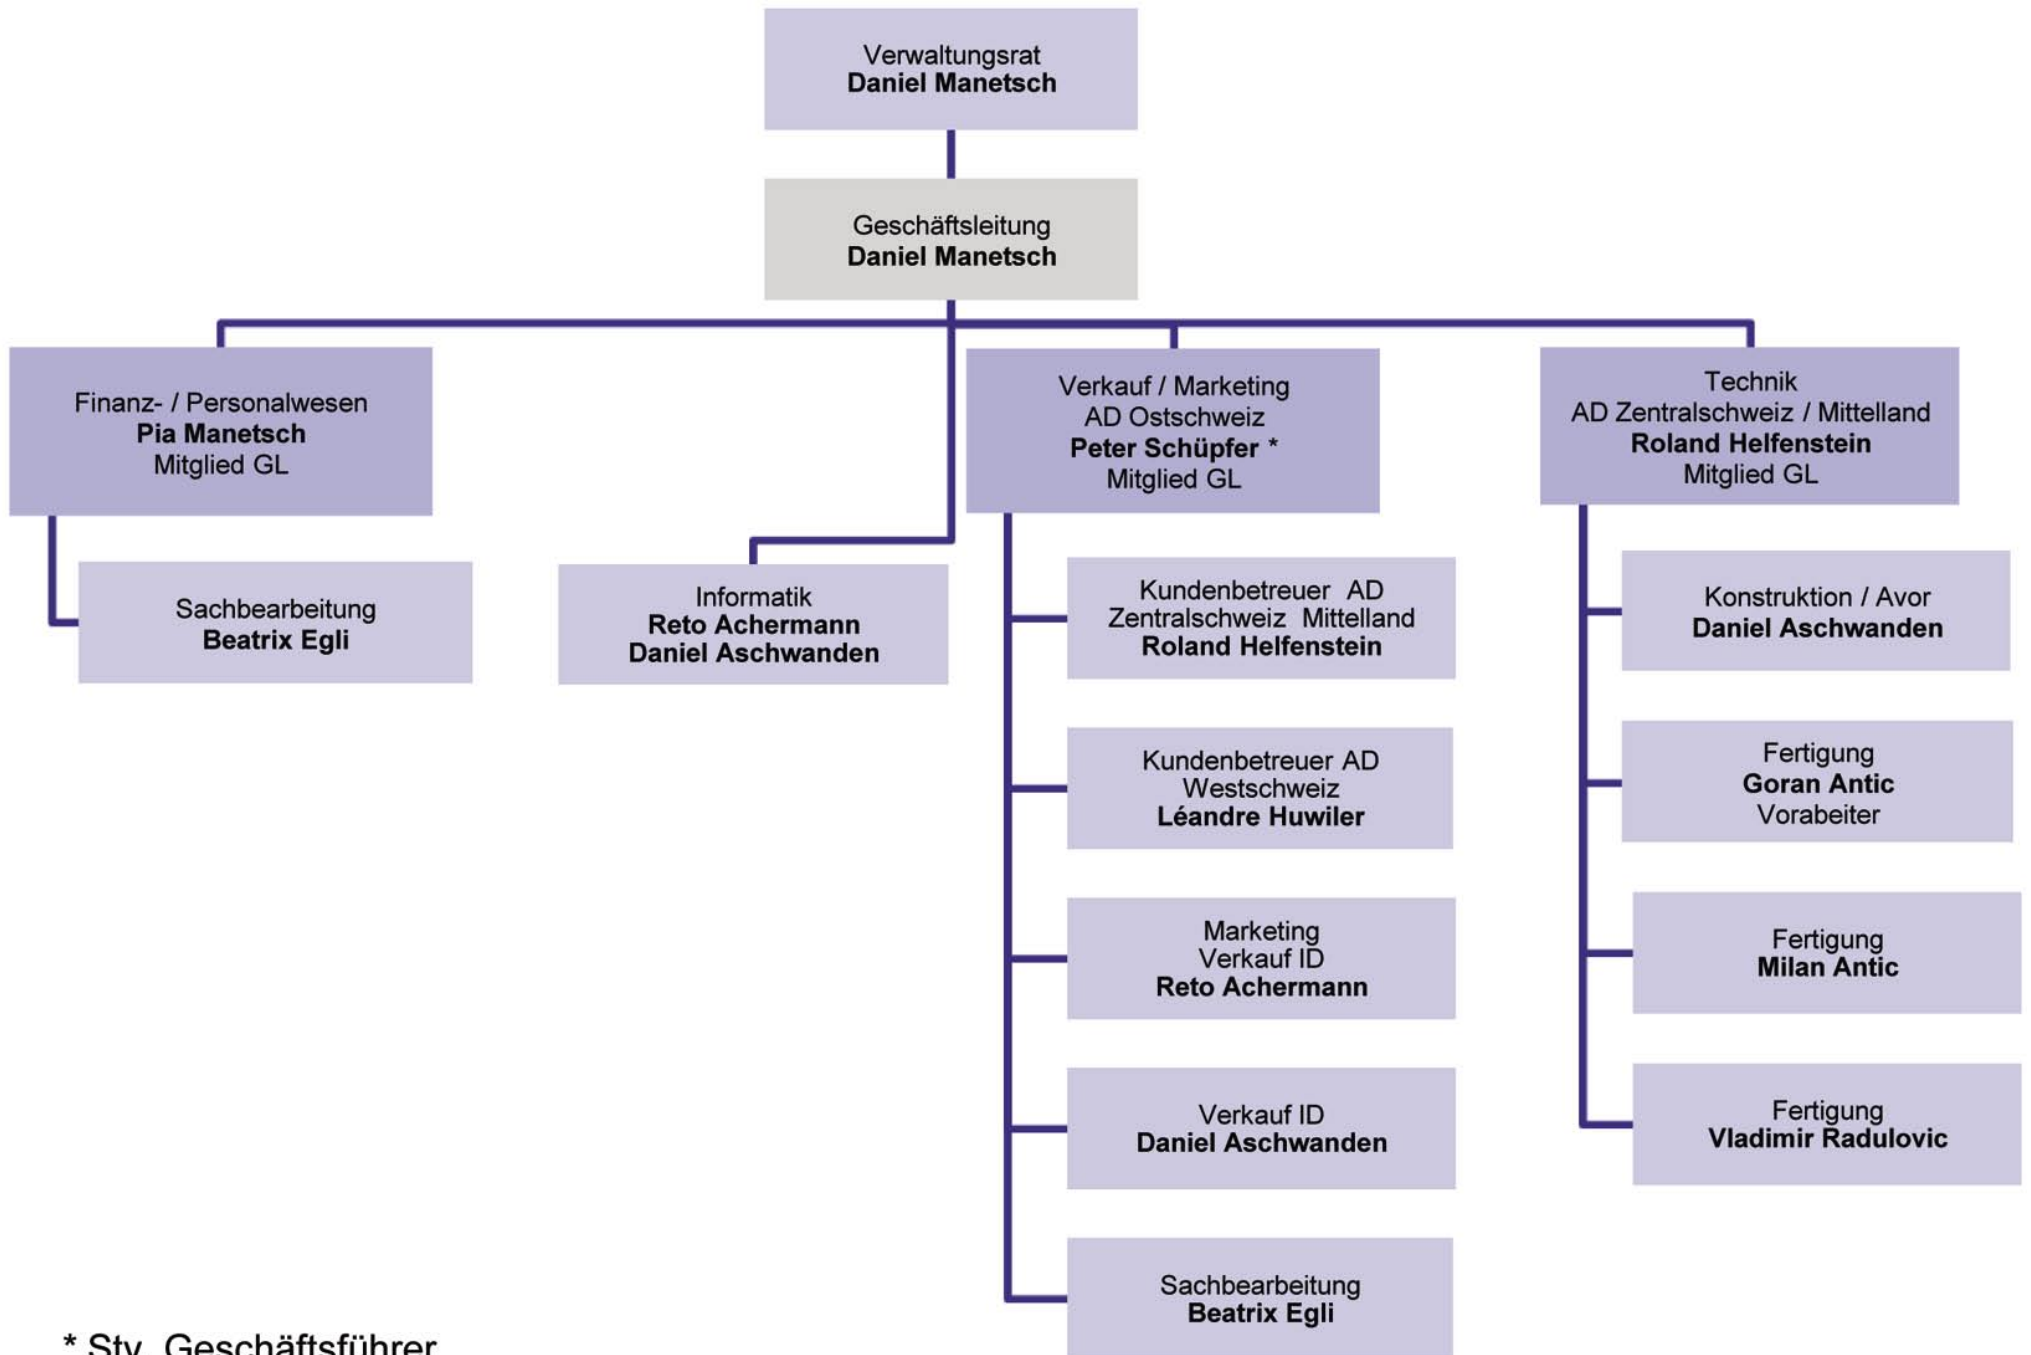 Verwaltungsrat
Daniel Manetsch
Geschäftsleitung
Daniel Manetsch
Finanz- / Personalwesen
Pia Manetsch
Mitglied GL
Sachbearbeitung
Beatrix Egli
Informatik
Reto Achermann
Daniel Aschwanden
Verkauf / Marketing
AD Ostschweiz
Peter Schüpfer *
Mitglied GL
Kundenbetreuer AD
Zentralschweiz Mittelland
Roland Helfenstein
Kundenbetreuer AD
Westschweiz
Léandre Huwiler
Marketing
Verkauf ID
Reto Achermann
Verkauf ID
Daniel Aschwanden
Sachbearbeitung
Beatrix Egli
Technik
AD Zentralschweiz / Mittelland
Roland Helfenstein
Mitglied GL
Konstruktion / Avor
Daniel Aschwanden
Fertigung
Goran Antic
Vorabeiter
Fertigung
Milan Antic
Fertigung
Vladimir Radulovic
* Stv. Geschäftsführer